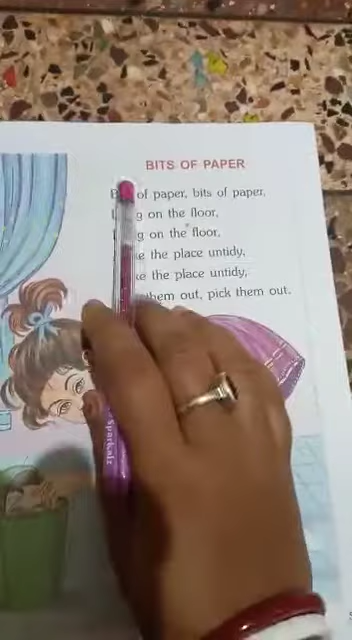 BITS OF PAPER
of paper, bits of paper,
on the floor,
on the floor,
the place untidy,
the place untidy,
them out, pick them out.
Sparkalz